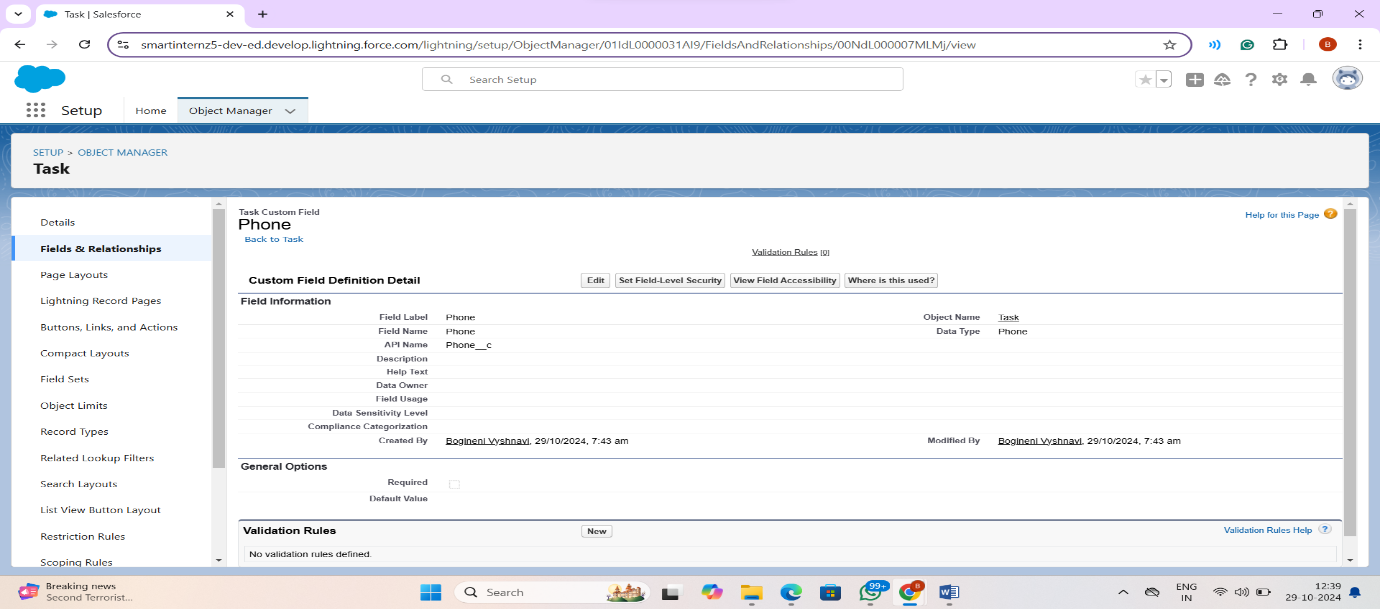 Task | Salesforce
smartinternz5-dev-ed.develop.lightning.force.com/lightning/setup/ObjectManager/01IdL0000031AI9/FieldsAndRelationships/00NdL000007MLMj/view
B
Search Setup
Setup Home Object Manager
SETUP > OBJECT MANAGER
Task
Details
Fields & Relationships
Page Layouts
Lightning Record Pages
Buttons, Links, and Actions
Compact Layouts
Field Sets
Object Limits
Record Types
Related Lookup Filters
Search Layouts
List View Button Layout
Restriction Rules
Scoping Rules
Task Custom Field
Phone
Back to Task
Help for this Page ?
Validation Rules [0]
Custom Field Definition Detail Edit Set Field-Level Security View Field Accessibility Where is this used?
Field Information
Field Label Phone Object Name Task
Field Name Phone Data Type Phone
API Name Phone__c
Description
Help Text
Data Owner
Field Usage
Data Sensitivity Level
Compliance Categorization
Created By Bogineni Vyshnavi, 29/10/2024, 7:43 am Modified By Bogineni Vyshnavi, 29/10/2024, 7:43 am
General Options
Required
Default Value
Validation Rules New Validation Rules Help ?
No validation rules defined.
Breaking news
Second Terrorist...
Search
99+
8
ENG
IN
12:39
29-10-2024